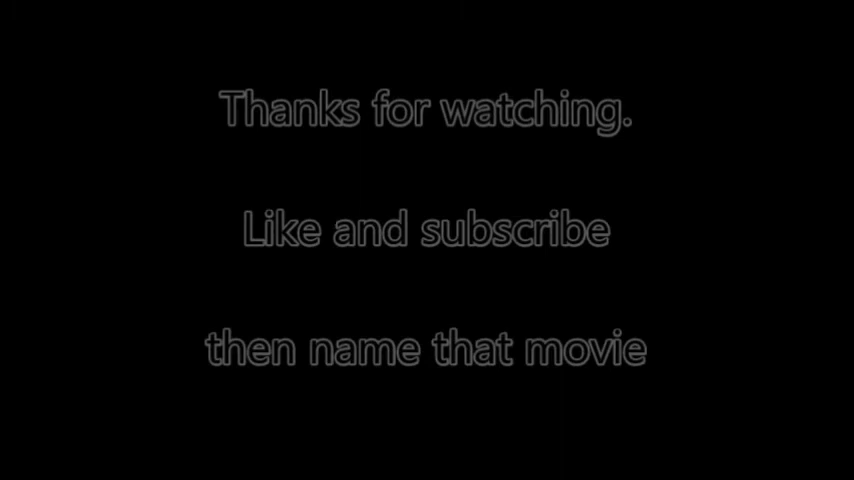 Thanks for watching.
Like and subscribe
then name that movie